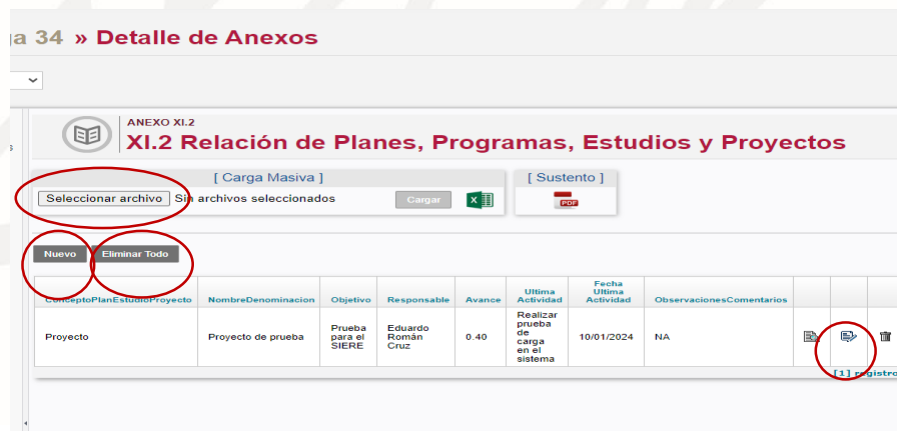 a 34 » Detalle de Anexos
ANEXO XI.2
XI.2 Relación de Planes, Programas, Estudios y Proyectos
s
[ Carga Masiva ]
[ Sustento ]
Seleccionar archivo Sin archivos seleccionados
Cargar
X
PDF
Nuevo
Eliminar Todo
ConceptoPlanEstudioProyecto
NombreDenominacion
Objetivo
Responsable
Avance
Ultima
Actividad
Fecha
Ultima
Actividad
ObservacionesComentarios
Proyecto
Proyecto de prueba
Prueba
para el
SIERE
Eduardo
Román
Cruz
0.40
Realizar
prueba
de
carga
en el
sistema
10/01/2024
NA
[1] registro